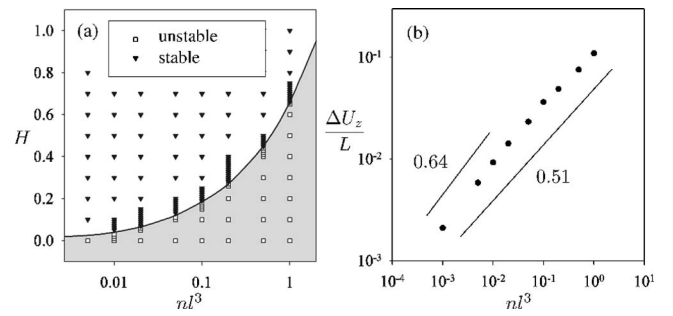 (a)
□ unstable
▼ stable
1.0
0.8
0.6
0.4
0.2
0.0
H
0.01
0.1
1
nl³
(b)
10⁻¹
10⁻²
10⁻³
ΔU_z
L
0.64
0.51
10⁻⁴
10⁻³
10⁻²
10⁻¹
10⁰
10¹
nl³